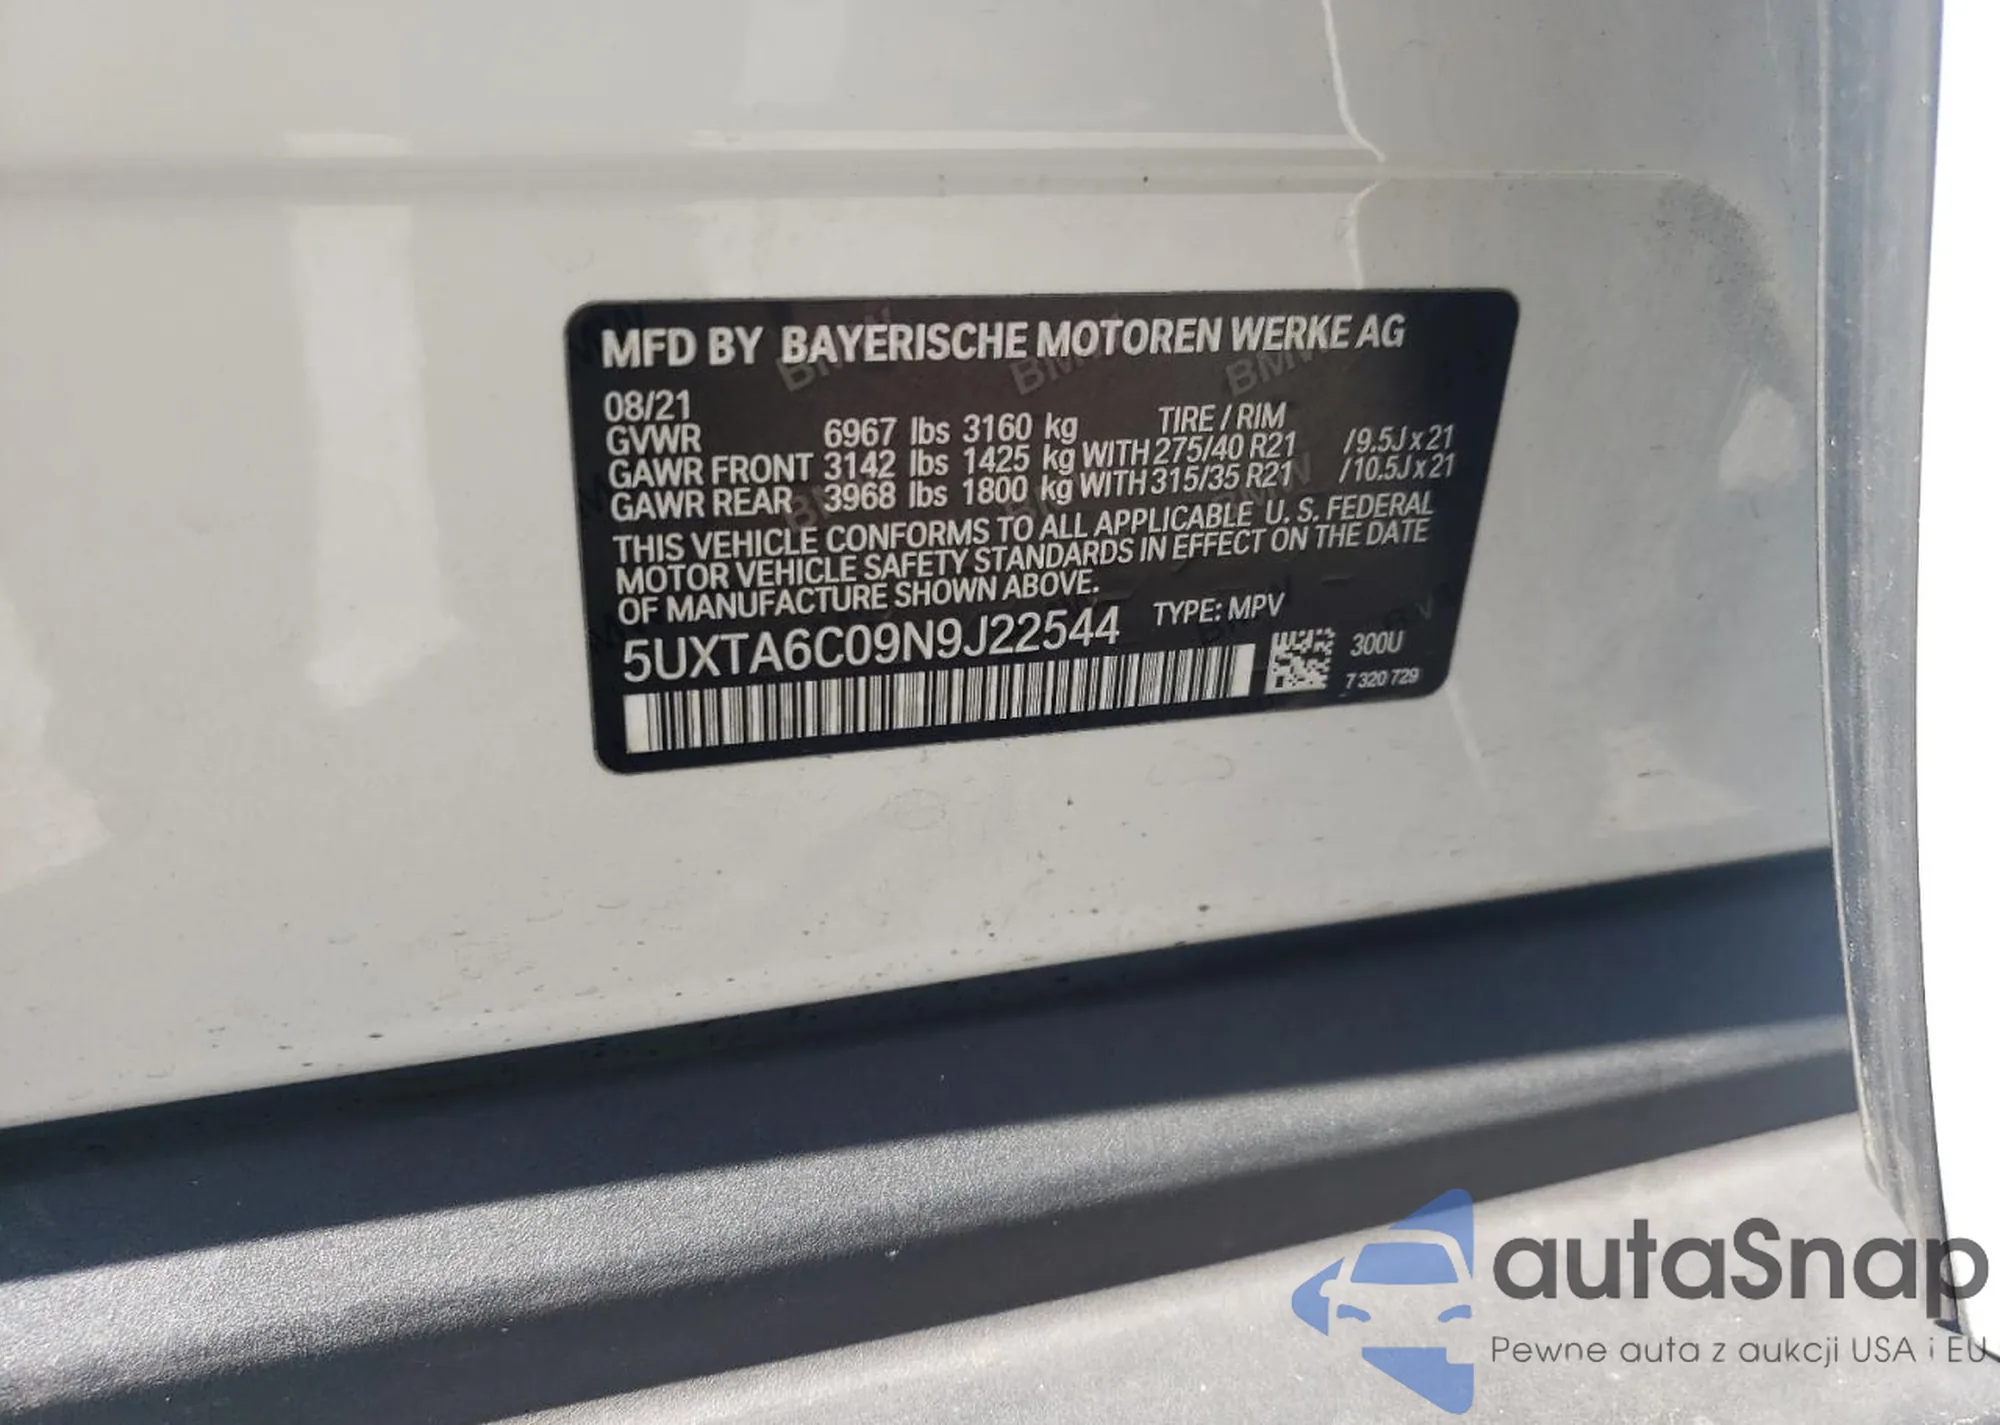 MFD BY BAYERISCHE MOTOREN WERKE AG
08/21
GVWR 6967 lbs 3160 kg TIRE / RIM
GAWR FRONT 3142 lbs 1425 kg WITH 275/40 R21 /9.5J x 21
GAWR REAR 3968 lbs 1800 kg WITH 315/35 R21 /10.5J x 21
THIS VEHICLE CONFORMS TO ALL APPLICABLE U. S. FEDERAL
MOTOR VEHICLE SAFETY STANDARDS IN EFFECT ON THE DATE
OF MANUFACTURE SHOWN ABOVE.
5UXTA6C09N9J22544 TYPE: MPV
300U
7 320 729
autaSnap
Pewne auta z aukcji USA i EU